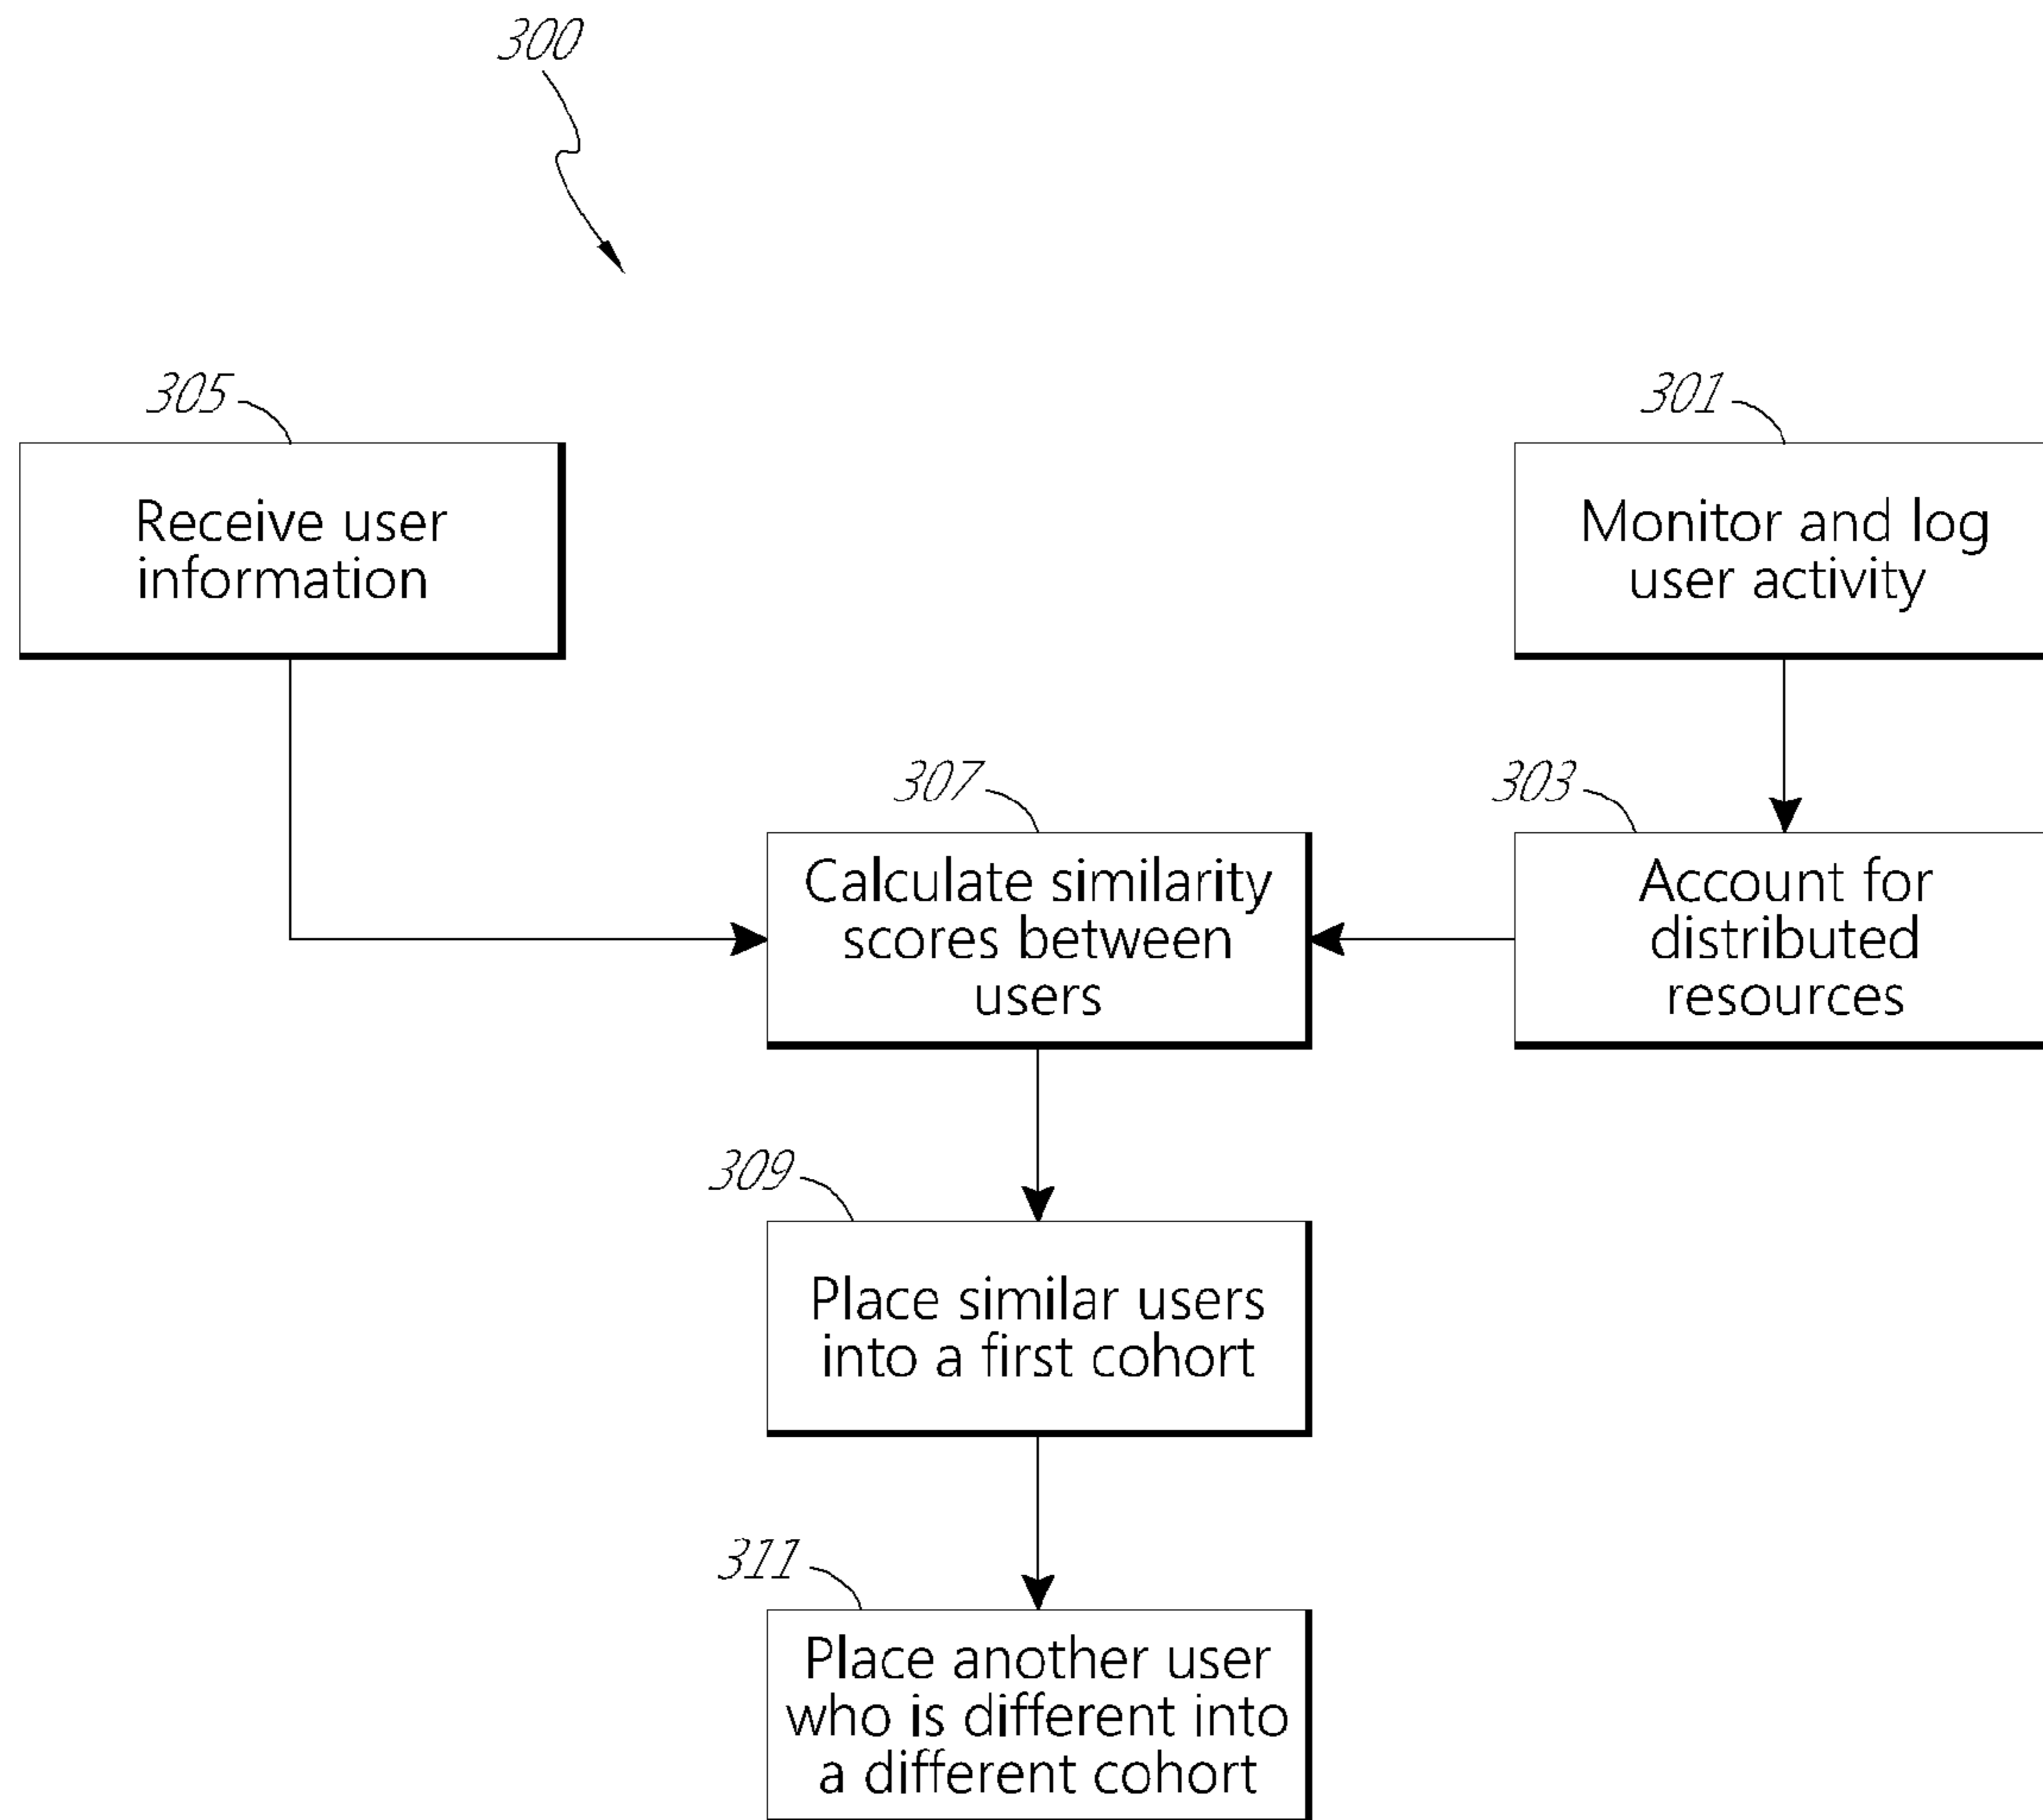 300
305
Receive user
information
301
Monitor and log
user activity
307
Calculate similarity
scores between
users
303
Account for
distributed
resources
309
Place similar users
into a first cohort
311
Place another user
who is different into
a different cohort